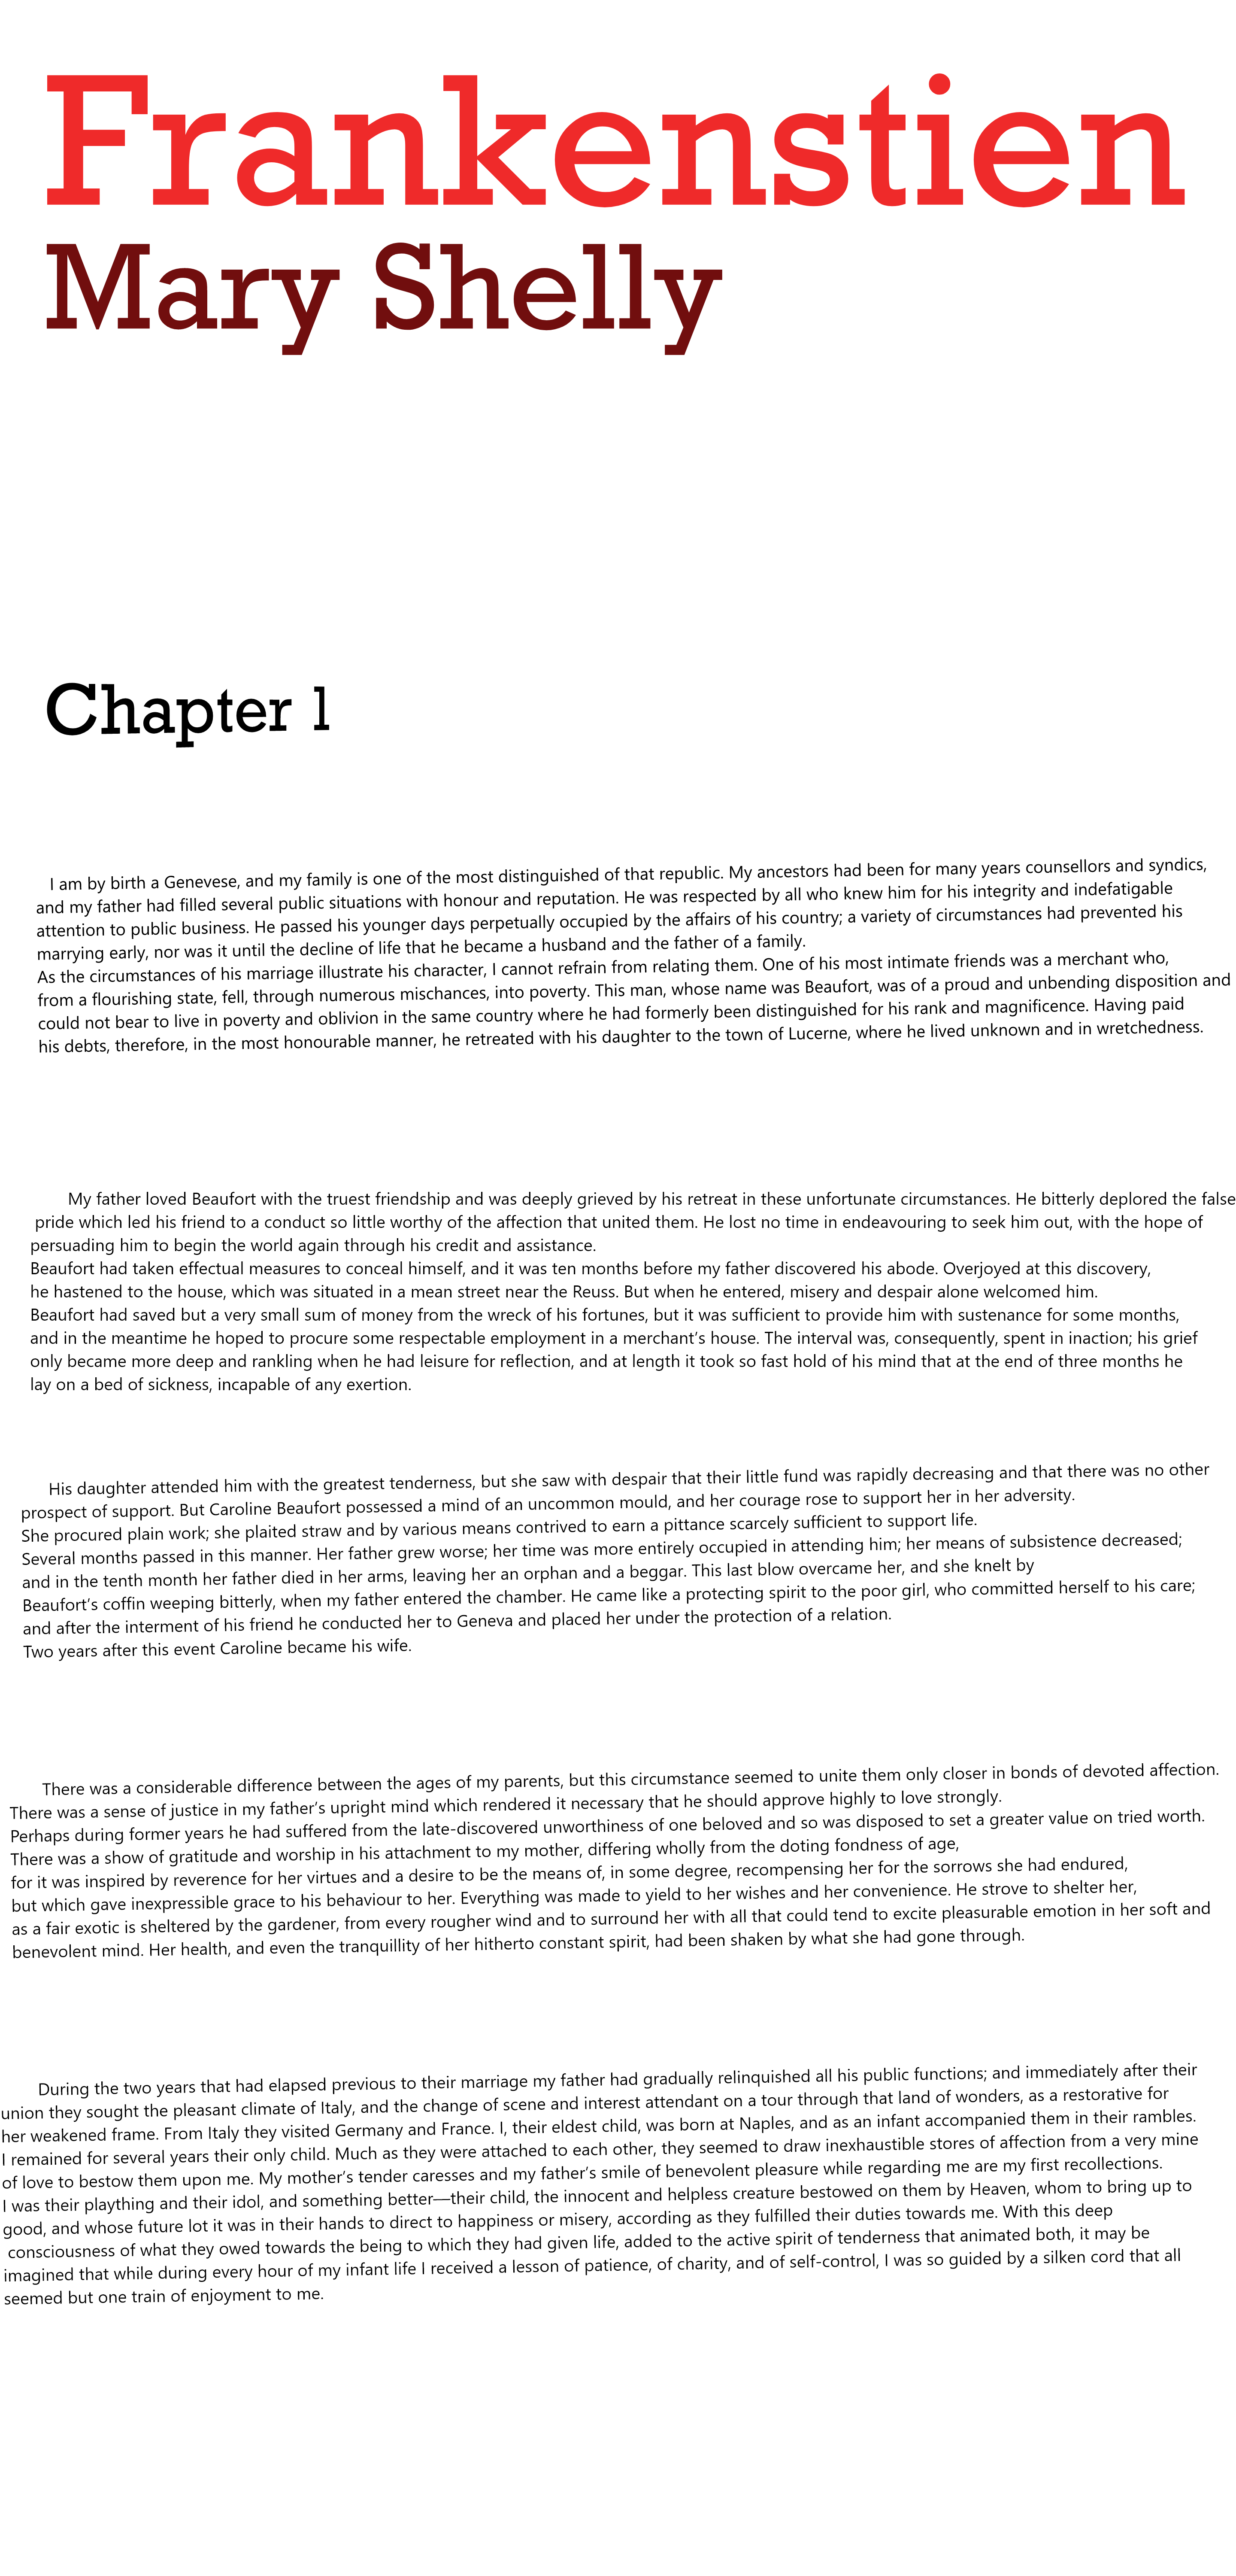 Frankenstien
Mary Shelly
Chapter 1
I am by birth a Genevese, and my family is one of the most distinguished of that republic. My ancestors had been for many years counsellors and syndics,
and my father had filled several public situations with honour and reputation. He was respected by all who knew him for his integrity and indefatigable
attention to public business. He passed his younger days perpetually occupied by the affairs of his country; a variety of circumstances had prevented his
marrying early, nor was it until the decline of life that he became a husband and the father of a family.
As the circumstances of his marriage illustrate his character, I cannot refrain from relating them. One of his most intimate friends was a merchant who,
from a flourishing state, fell, through numerous mischances, into poverty. This man, whose name was Beaufort, was of a proud and unbending disposition and
could not bear to live in poverty and oblivion in the same country where he had formerly been distinguished for his rank and magnificence. Having paid
his debts, therefore, in the most honourable manner, he retreated with his daughter to the town of Lucerne, where he lived unknown and in wretchedness.
My father loved Beaufort with the truest friendship and was deeply grieved by his retreat in these unfortunate circumstances. He bitterly deplored the false
pride which led his friend to a conduct so little worthy of the affection that united them. He lost no time in endeavouring to seek him out, with the hope of
persuading him to begin the world again through his credit and assistance.
Beaufort had taken effectual measures to conceal himself, and it was ten months before my father discovered his abode. Overjoyed at this discovery,
he hastened to the house, which was situated in a mean street near the Reuss. But when he entered, misery and despair alone welcomed him.
Beaufort had saved but a very small sum of money from the wreck of his fortunes, but it was sufficient to provide him with sustenance for some months,
and in the meantime he hoped to procure some respectable employment in a merchant's house. The interval was, consequently, spent in inaction; his grief
only became more deep and rankling when he had leisure for reflection, and at length it took so fast hold of his mind that at the end of three months he
lay on a bed of sickness, incapable of any exertion.
His daughter attended him with the greatest tenderness, but she saw with despair that their little fund was rapidly decreasing and that there was no other
prospect of support. But Caroline Beaufort possessed a mind of an uncommon mould, and her courage rose to support her in her adversity.
She procured plain work; she plaited straw and by various means contrived to earn a pittance scarcely sufficient to support life.
Several months passed in this manner. Her father grew worse; her time was more entirely occupied in attending him; her means of subsistence decreased;
and in the tenth month her father died in her arms, leaving her an orphan and a beggar. This last blow overcame her, and she knelt by
Beaufort's coffin weeping bitterly, when my father entered the chamber. He came like a protecting spirit to the poor girl, who committed herself to his care;
and after the interment of his friend he conducted her to Geneva and placed her under the protection of a relation.
Two years after this event Caroline became his wife.
There was a considerable difference between the ages of my parents, but this circumstance seemed to unite them only closer in bonds of devoted affection.
There was a sense of justice in my father's upright mind which rendered it necessary that he should approve highly to love strongly.
Perhaps during former years he had suffered from the late-discovered unworthiness of one beloved and so was disposed to set a greater value on tried worth.
There was a show of gratitude and worship in his attachment to my mother, differing wholly from the doting fondness of age,
for it was inspired by reverence for her virtues and a desire to be the means of, in some degree, recompensing her for the sorrows she had endured,
but which gave inexpressible grace to his behaviour to her. Everything was made to yield to her wishes and her convenience. He strove to shelter her,
as a fair exotic is sheltered by the gardener, from every rougher wind and to surround her with all that could tend to excite pleasurable emotion in her soft and
benevolent mind. Her health, and even the tranquillity of her hitherto constant spirit, had been shaken by what she had gone through.
During the two years that had elapsed previous to their marriage my father had gradually relinquished all his public functions; and immediately after their
union they sought the pleasant climate of Italy, and the change of scene and interest attendant on a tour through that land of wonders, as a restorative for
her weakened frame. From Italy they visited Germany and France. I, their eldest child, was born at Naples, and as an infant accompanied them in their rambles.
I remained for several years their only child. Much as they were attached to each other, they seemed to draw inexhaustible stores of affection from a very mine
of love to bestow them upon me. My mother's tender caresses and my father's smile of benevolent pleasure while regarding me are my first recollections.
I was their plaything and their idol, and something better—their child, the innocent and helpless creature bestowed on them by Heaven, whom to bring up to
good, and whose future lot it was in their hands to direct to happiness or misery, according as they fulfilled their duties towards me. With this deep
consciousness of what they owed towards the being to which they had given life, added to the active spirit of tenderness that animated both, it may be
imagined that while during every hour of my infant life I received a lesson of patience, of charity, and of self-control, I was so guided by a silken cord that all
seemed but one train of enjoyment to me.